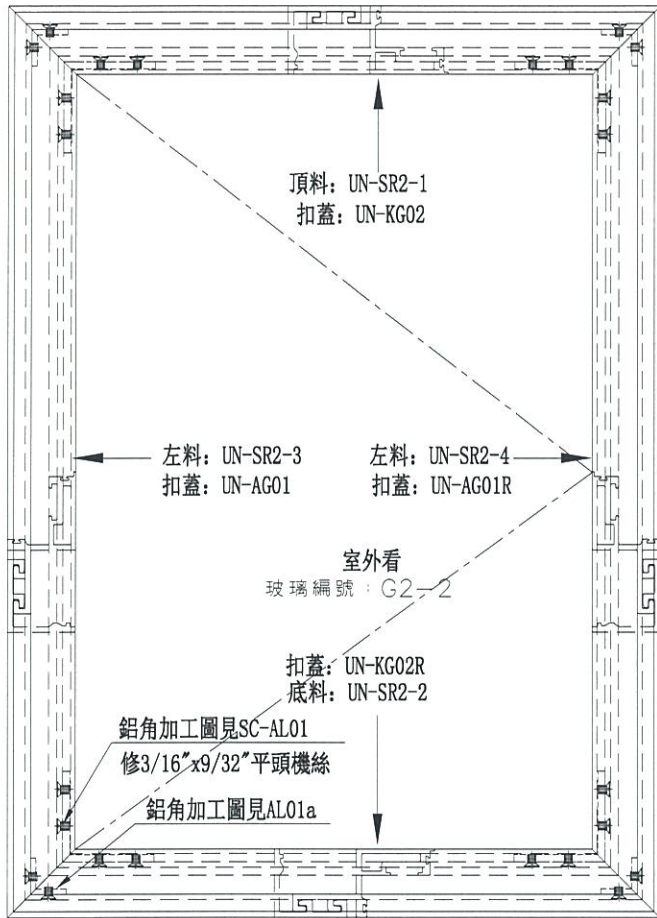 頂料: UN-SR2-1
扣蓋: UN-KG02
左料: UN-SR2-3
扣蓋: UN-AG01
左料: UN-SR2-4
扣蓋: UN-AG01R
室外看
玻璃編號：G2-2
扣蓋: UN-KG02R
底料: UN-SR2-2
鋁角加工圖見SC-AL01
修3/16"x9/32"平頭機絲
鋁角加工圖見AL01a